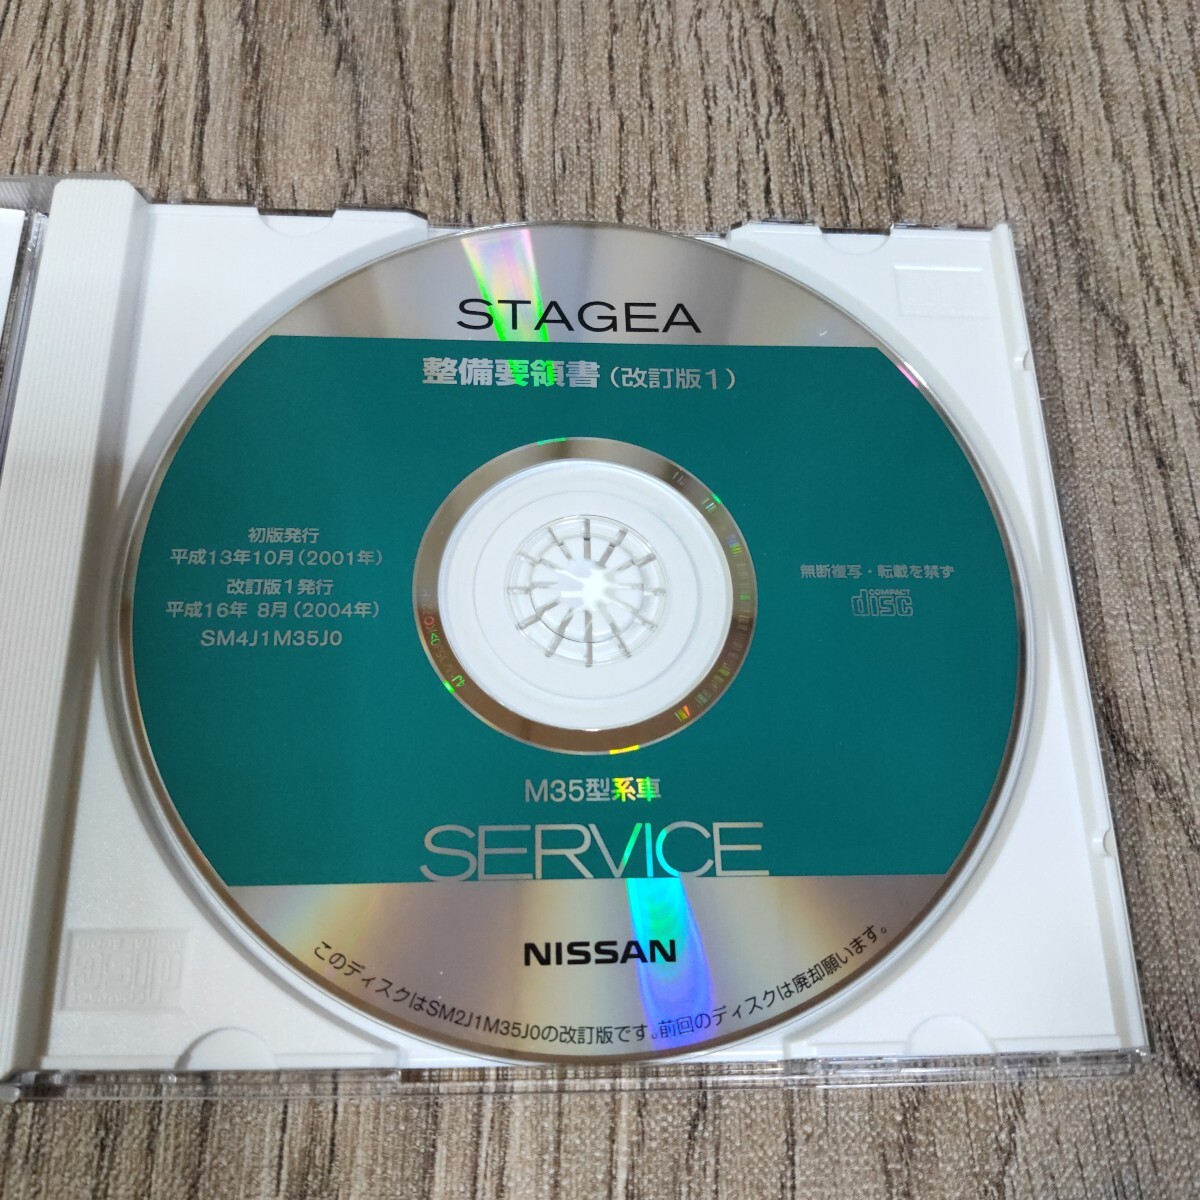 STAGEA
整備要領書（改訂版1）
初版発行
平成13年10月（2001年）
改訂版1発行
平成16年 8月（2004年）
SM4J1M35J0
無断複写・転載を禁ず
COMPACT
disc
M35型系車
SERVICE
NISSAN
このディスクはSM2J1M35J0の改訂版です。前回のディスクは廃却願います。